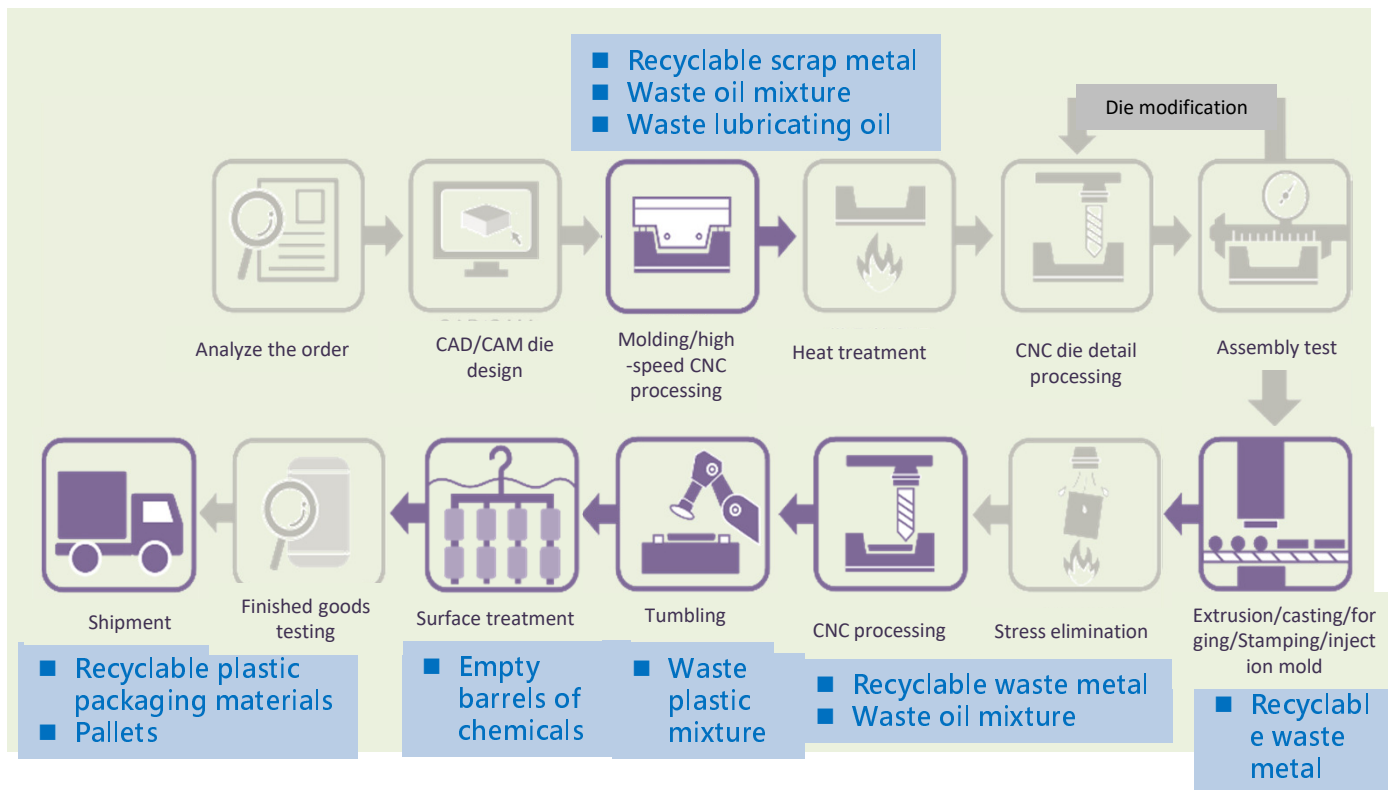 Recyclable scrap metal
Waste oil mixture
Waste lubricating oil
Die modification
Analyze the order
CAD/CAM die
design
Molding/high
-speed CNC
processing
Heat treatment
CNC die detail
processing
Assembly test
Shipment
Finished goods
testing
Surface treatment
Tumbling
CNC processing
Stress elimination
Extrusion/casting/for
ging/Stamping/inject
ion mold
Recyclable plastic
packaging materials
Pallets
Empty
barrels of
chemicals
Waste
plastic
mixture
Recyclable waste metal
Waste oil mixture
Recyclabl
e waste
metal